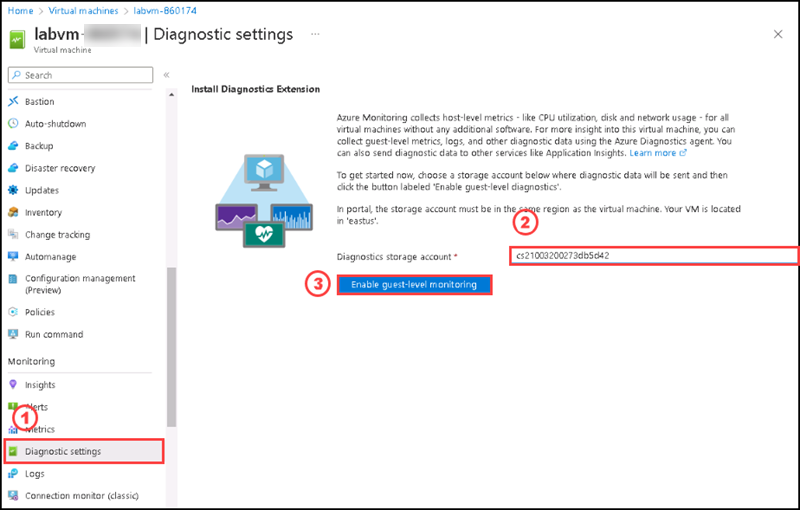 Home > Virtual machines > labvm-860174
labvm- | Diagnostic settings ...
Virtual machine
Search
Bastion
Auto-shutdown
Backup
Disaster recovery
Updates
Inventory
Change tracking
Automanage
Configuration management
(Preview)
Policies
Run command
Monitoring
Insights
Alerts
1
Metrics
Diagnostic settings
Logs
Connection monitor (classic)
Install Diagnostics Extension
Azure Monitoring collects host-level metrics - like CPU utilization, disk and network usage - for all
virtual machines without any additional software. For more insight into this virtual machine, you can
collect guest-level metrics, logs, and other diagnostic data using the Azure Diagnostics agent. You
can also send diagnostic data to other services like Application Insights. Learn more
To get started now, choose a storage account below where diagnostic data will be sent and then
click the button labeled 'Enable guest-level diagnostics'.
In portal, the storage account must be in the same region as the virtual machine. Your VM is located
in 'eastus'.
2
Diagnostics storage account *
cs21003200273db5d42
3
Enable guest-level monitoring